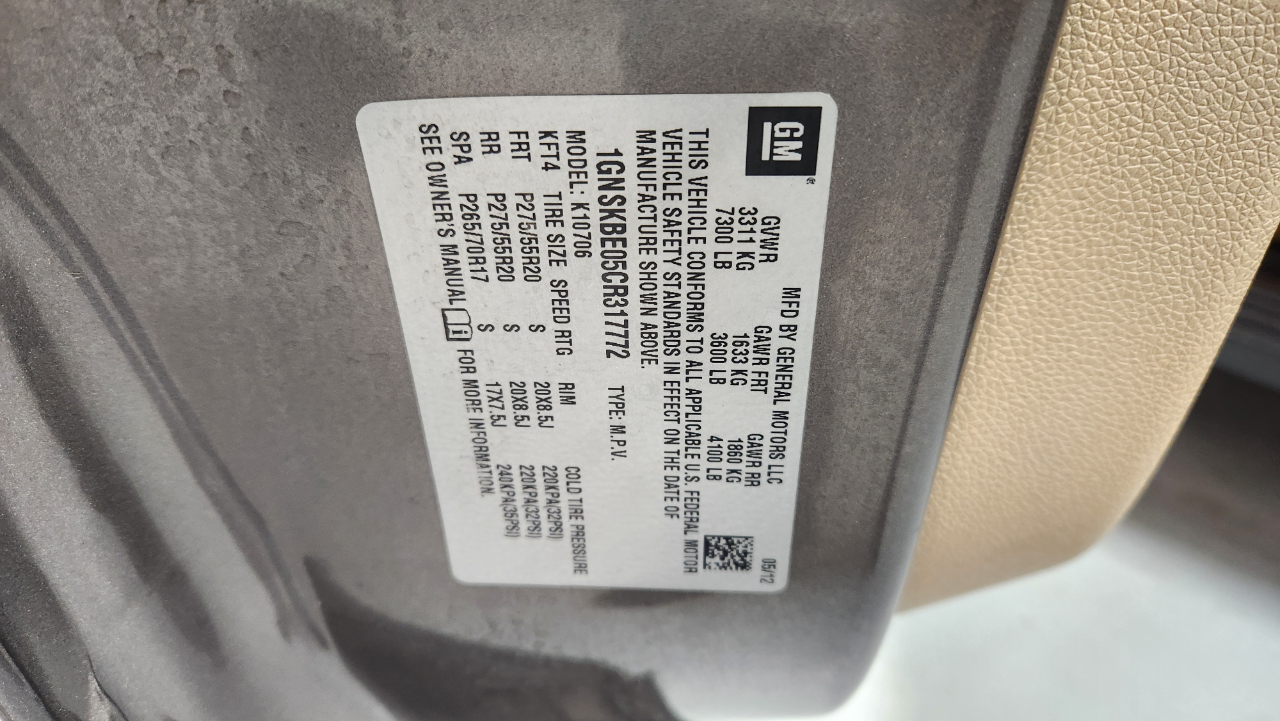 GM
MFD BY GENERAL MOTORS LLC 05/12
GVWR GAWR FRT GAWR RR
3311 KG 1633 KG 1860 KG
7300 LB 3600 LB 4100 LB
THIS VEHICLE CONFORMS TO ALL APPLICABLE U.S. FEDERAL MOTOR
VEHICLE SAFETY STANDARDS IN EFFECT ON THE DATE OF
MANUFACTURE SHOWN ABOVE.
1GNSKBE05CR317772 TYPE: M.P.V.
MODEL: K10706
KFT4 TIRE SIZE SPEED RTG RIM COLD TIRE PRESSURE
FRT P275/55R20 S 20X8.5J 220KPA(32PSI)
RR P275/55R20 S 20X8.5J 220KPA(32PSI)
SPA P265/70R17 S 17X7.5J 240KPA(35PSI)
SEE OWNER'S MANUAL FOR MORE INFORMATION.